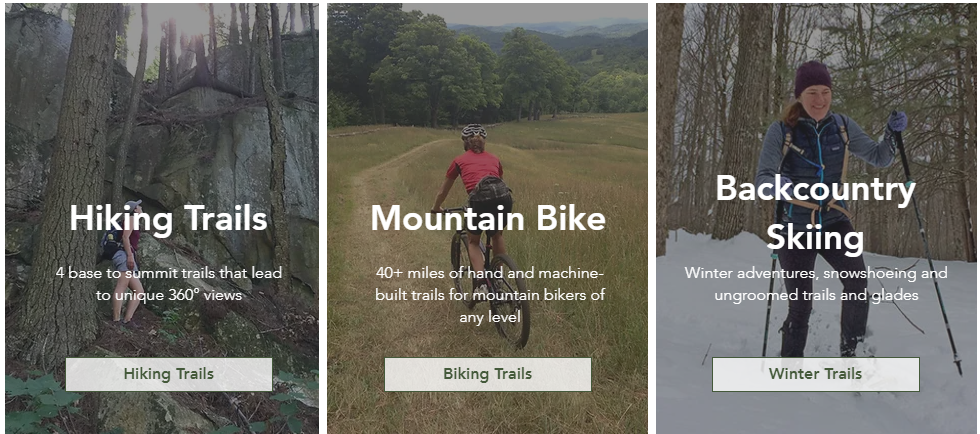 Hiking Trails
4 base to summit trails that lead
to unique 360° views
Hiking Trails
Mountain Bike
40+ miles of hand and machine-
built trails for mountain bikers of
any level
Biking Trails
Backcountry
Skiing
Winter adventures, snowshoeing and
ungroomed trails and glades
Winter Trails